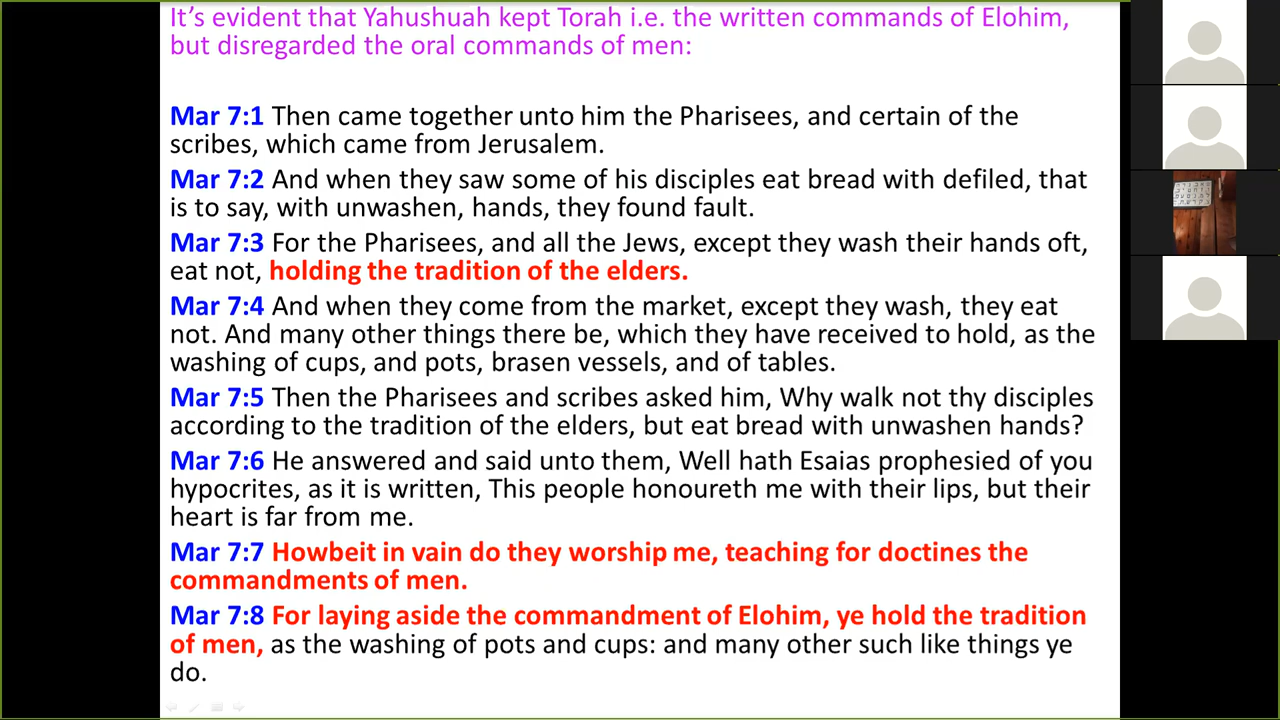 It’s evident that Yahushuah kept Torah i.e. the written commands of Elohim,
but disregarded the oral commands of men:
Mar 7:1 Then came together unto him the Pharisees, and certain of the
scribes, which came from Jerusalem.
Mar 7:2 And when they saw some of his disciples eat bread with defiled, that
is to say, with unwashen, hands, they found fault.
Mar 7:3 For the Pharisees, and all the Jews, except they wash their hands oft,
eat not, holding the tradition of the elders.
Mar 7:4 And when they come from the market, except they wash, they eat
not. And many other things there be, which they have received to hold, as the
washing of cups, and pots, brasen vessels, and of tables.
Mar 7:5 Then the Pharisees and scribes asked him, Why walk not thy disciples
according to the tradition of the elders, but eat bread with unwashen hands?
Mar 7:6 He answered and said unto them, Well hath Esaias prophesied of you
hypocrites, as it is written, This people honoureth me with their lips, but their
heart is far from me.
Mar 7:7 Howbeit in vain do they worship me, teaching for doctines the
commandments of men.
Mar 7:8 For laying aside the commandment of Elohim, ye hold the tradition
of men, as the washing of pots and cups: and many other such like things ye
do.